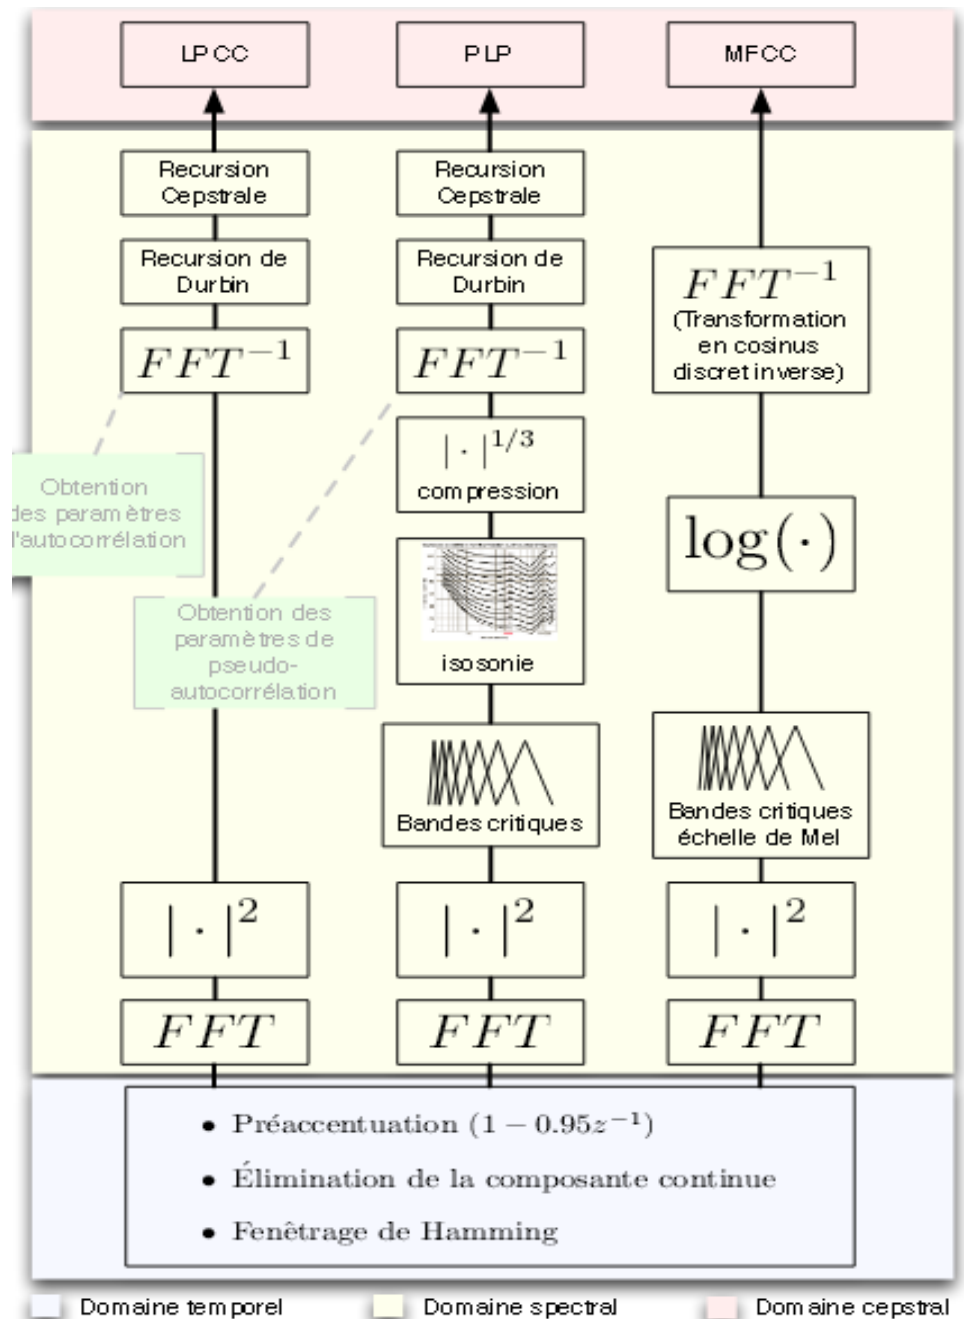 LPCC
PLP
MFCC
Recursion
Cepstrale
Recursion
Cepstrale
Recursion de
Durbin
Recursion de
Durbin
FFT⁻¹
FFT⁻¹
FFT⁻¹
(Transformation
en cosinus
discret inverse)
|·|^{1/3}
compression
Obtention
des paramètres
d'autocorrélation
log(·)
isosonie
Obtention des
paramètres de
pseudo-
autocorrélation
Bandes critiques
Bandes critiques
échelle de Mel
|·|²
|·|²
|·|²
FFT
FFT
FFT
• Préaccentuation (1 − 0.95z⁻¹)
• Élimination de la composante continue
• Fenêtrage de Hamming
Domaine temporel
Domaine spectral
Domaine cepstral